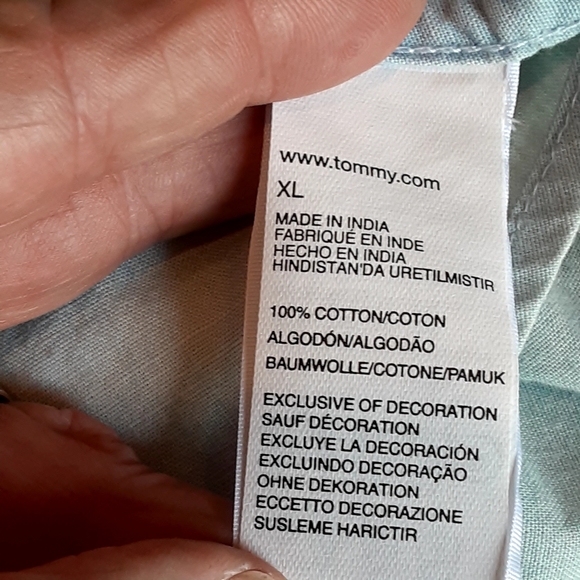 www.tommy.com
XL
MADE IN INDIA
FABRIQUÉ EN INDE
HECHO EN INDIA
HINDISTAN'DA URETILMISTIR
100% COTTON/COTON
ALGODÓN/ALGODÃO
BAUMWOLLE/COTONE/PAMUK
EXCLUSIVE OF DECORATION
SAUF DÉCORATION
EXCLUYE LA DECORACIÓN
EXCLUINDO DECORAÇÃO
OHNE DEKORATION
ECCETTO DECORAZIONE
SUSLEME HARICTIR